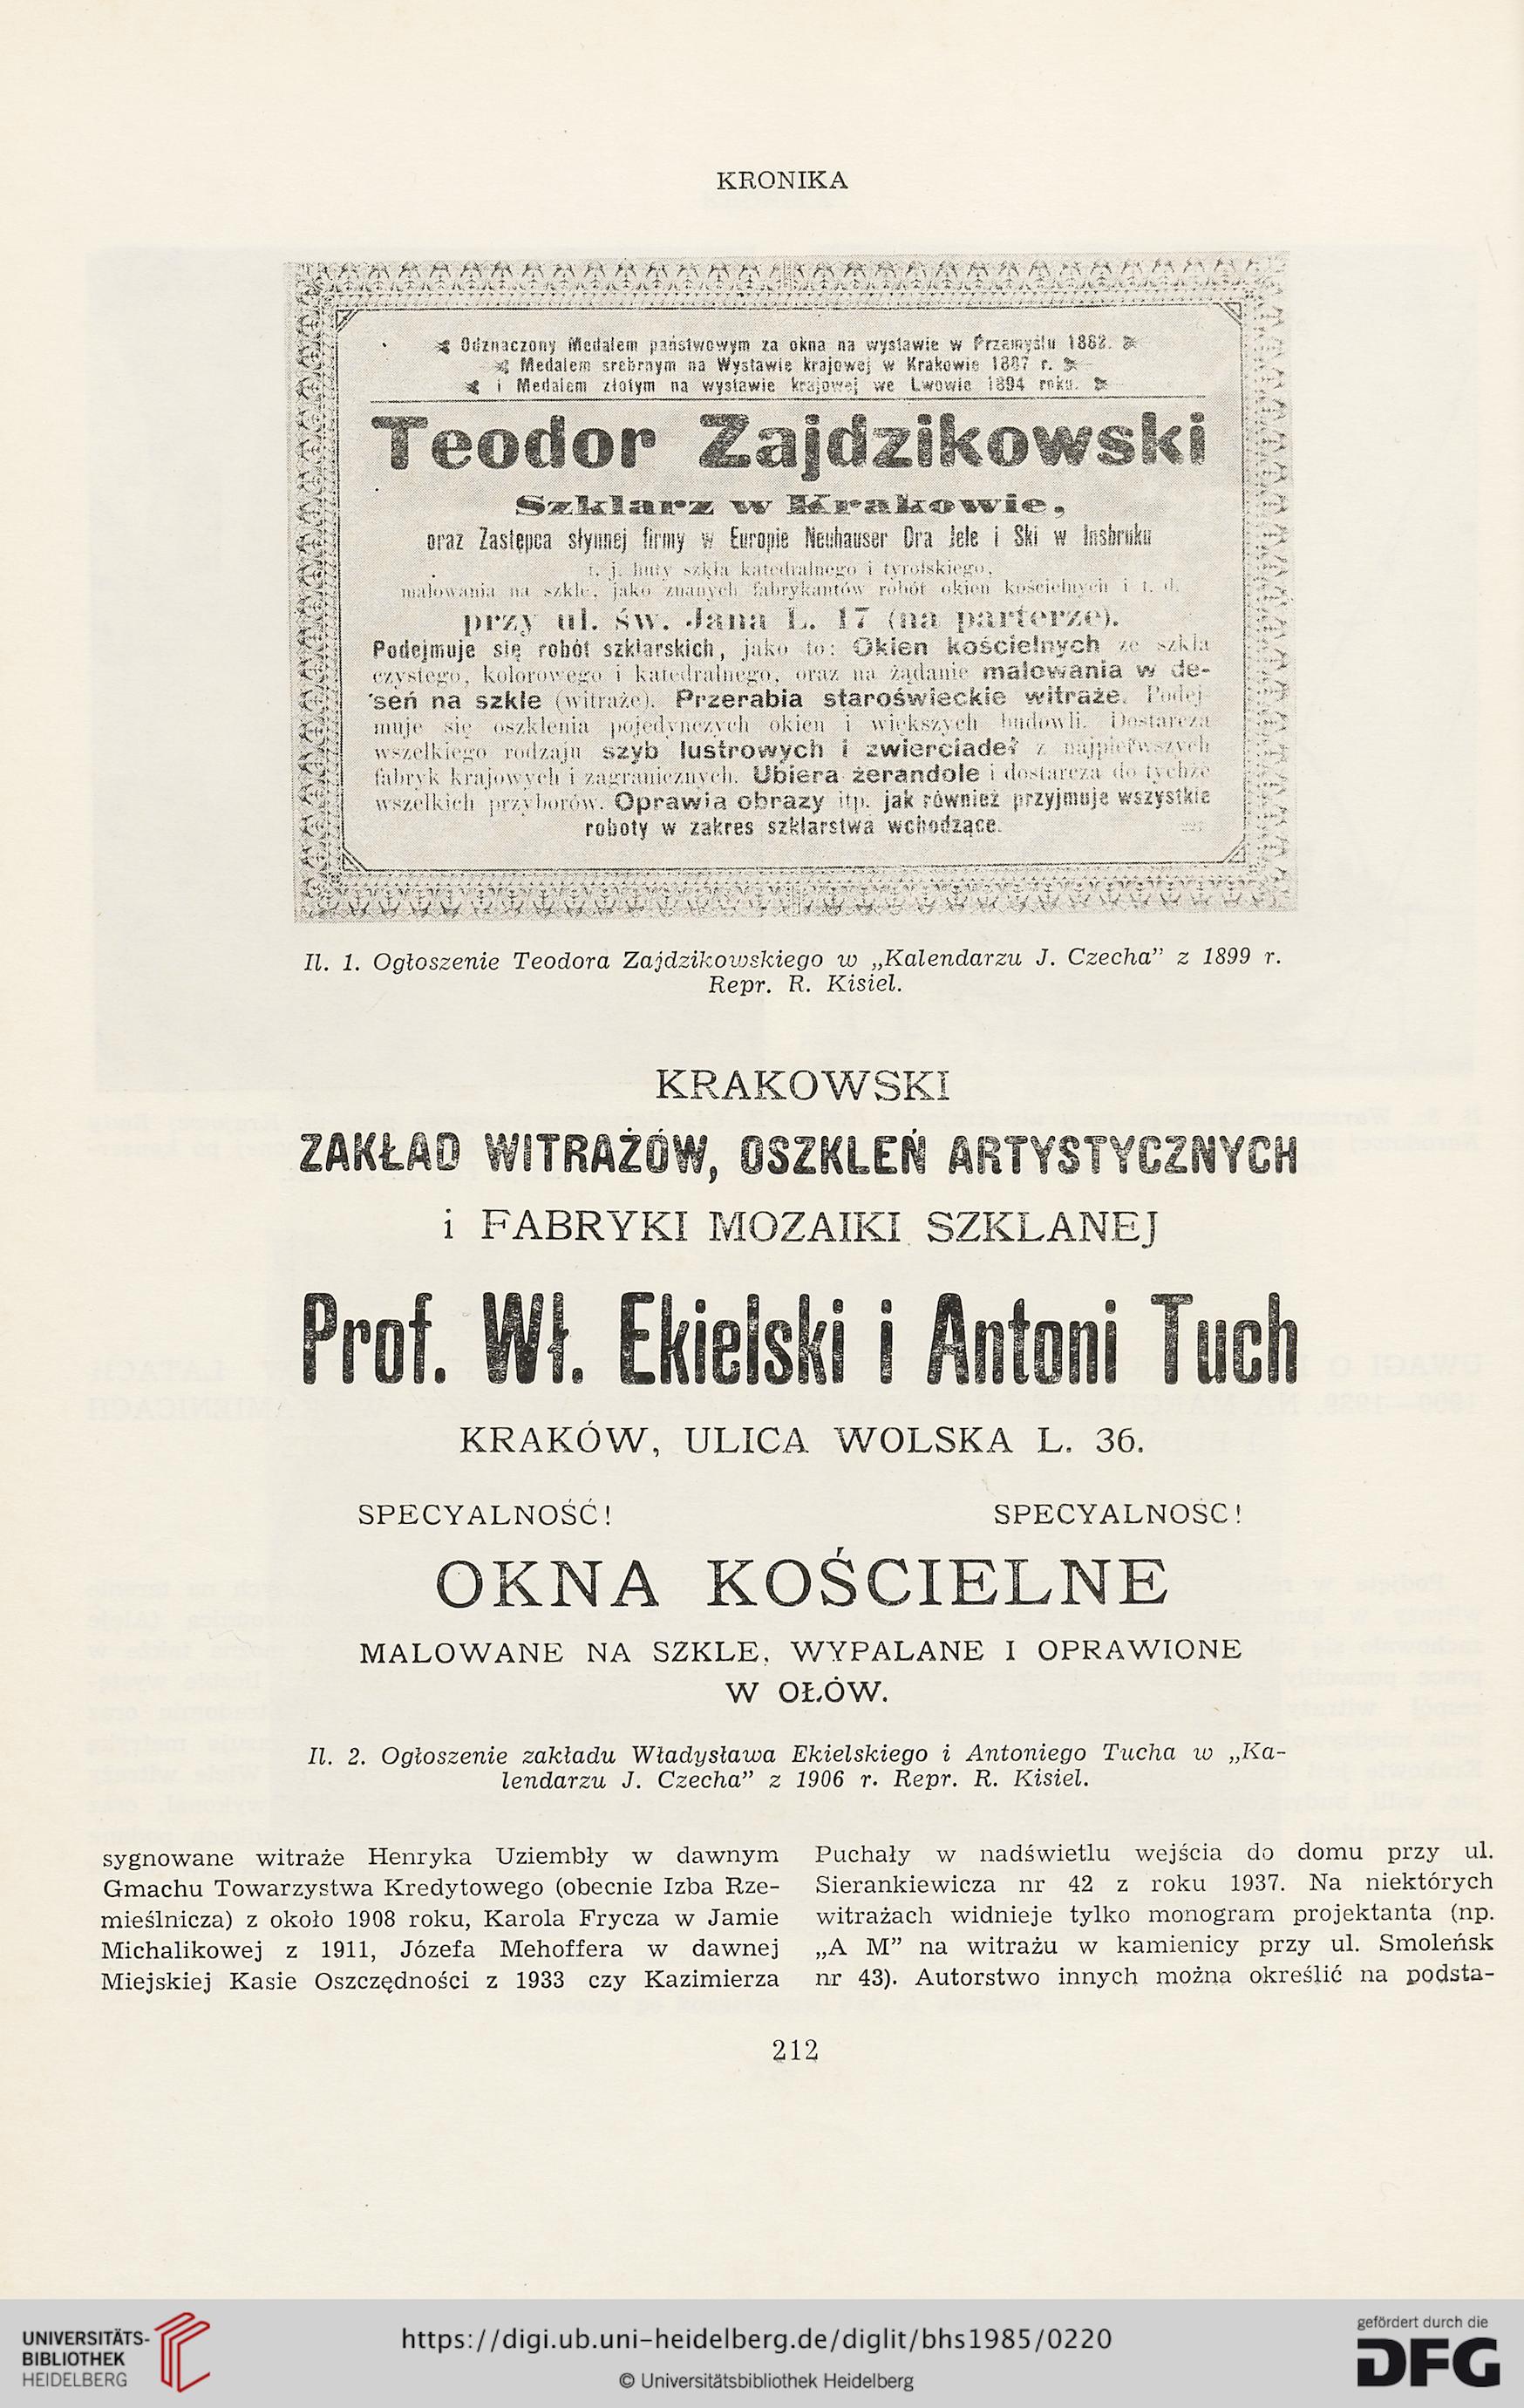 KRONIKA
Odznaczony Medalem państwowym za okna na wystawie w Przemyślu 1882.
Medalem srebrnym na Wystawie krajowej w Krakowie 1887 r.
i Medalem złotym na wystawie krajowej we Lwowie 1894 roku.
Teodor Zajdzikowski
Szklarz w Krakowie,
oraz Zastępca słynnej firmy w Europie Neuhauser Dra Jele i Ski w Insbruku
t. j. huty szkła katedralnego i tyrolskiego,
malowania na szkle, jako znanych fabrykantów robót okien kościelnych i t. d.
przy ul. św. Jana L. 17 (na parterze).
Podejmuje się robót szklarskich, jako to: Okien kościelnych ze szkła
czystego, kolorowego i katedralnego, oraz na żądanie malowania w de-
seń na szkle (witraże). Przerabia staroświeckie witraże. Podej
muje się oszklenia pojedynczych okien i większych budowli. Dostarcza
wszelkiego rodzaju szyb lustrowych i zwierciadeł z najpierwszych
fabryk krajowych i zagranicznych. Ubiera żerandole i dostarcza do tychże
wszelkich przyborów. Oprawia obrazy itp. jak również przyjmuje wszystkie
roboty w zakres szklarstwa wchodzące.
Il. 1. Ogłoszenie Teodora Zajdzikowskiego w „Kalendarzu J. Czecha” z 1899 r.
Repr. R. Kisiel.
KRAKOWSKI
ZAKŁAD WITRAŻÓW, OSZKLEŃ ARTYSTYCZNYCH
i FABRYKI MOZAIKI SZKLANEJ
Prof. Wł. Ekielski i Antoni Tuch
KRAKÓW, ULICA WOLSKA L. 36.
SPECYALNOŚĆ! SPECYALNOŚC!
OKNA KOŚCIELNE
MALOWANE NA SZKLE, WYPALANE I OPRAWIONE
W OŁÓW.
Il. 2. Ogłoszenie zakładu Władysława Ekielskiego i Antoniego Tucha w „Ka-
lendarzu J. Czecha” z 1906 r. Repr. R. Kisiel.
sygnowane witraże Henryka Uziembły w dawnym
Gmachu Towarzystwa Kredytowego (obecnie Izba Rze-
mieślnicza) z około 1908 roku, Karola Frycza w Jamie
Michalikowej z 1911, Józefa Mehoffera w dawnej
Miejskiej Kasie Oszczędności z 1933 czy Kazimierza
Puchały w nadświetlu wejścia do domu przy ul.
Sierankiewicza nr 42 z roku 1937. Na niektórych
witrażach widnieje tylko monogram projektanta (np.
„A M” na witrażu w kamienicy przy ul. Smoleńsk
nr 43). Autorstwo innych można określić na podsta-
212
UNIVERSITÄTS-
BIBLIOTHEK
HEIDELBERG
https://digi.ub.uni-heidelberg.de/diglit/bhs1985/0220
© Universitätsbibliothek Heidelberg
gefördert durch die
DFG